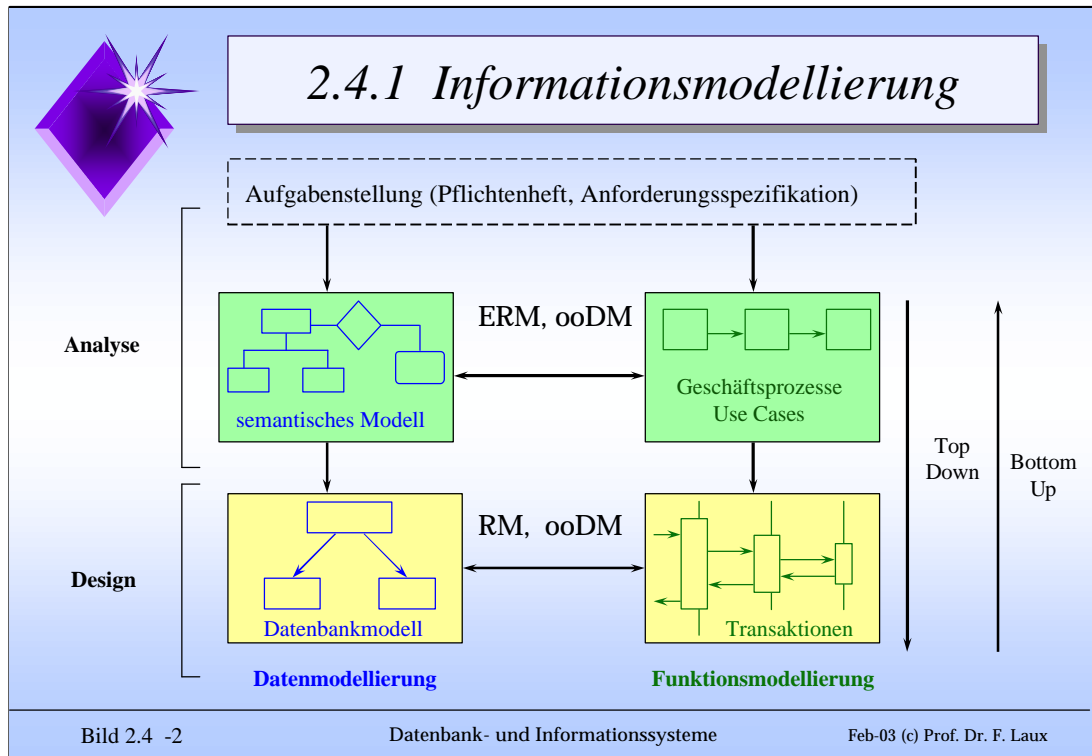 2.4.1 Informationsmodellierung
Aufgabenstellung (Pflichtenheft, Anforderungsspezifikation)
Analyse
ERM, ooDM
semantisches Modell
Geschäftsprozesse
Use Cases
Top
Down
Bottom
Up
Design
RM, ooDM
Datenbankmodell
Transaktionen
Datenmodellierung
Funktionsmodellierung
Bild 2.4 -2
Datenbank- und Informationssysteme
Feb-03 (c) Prof. Dr. F. Laux